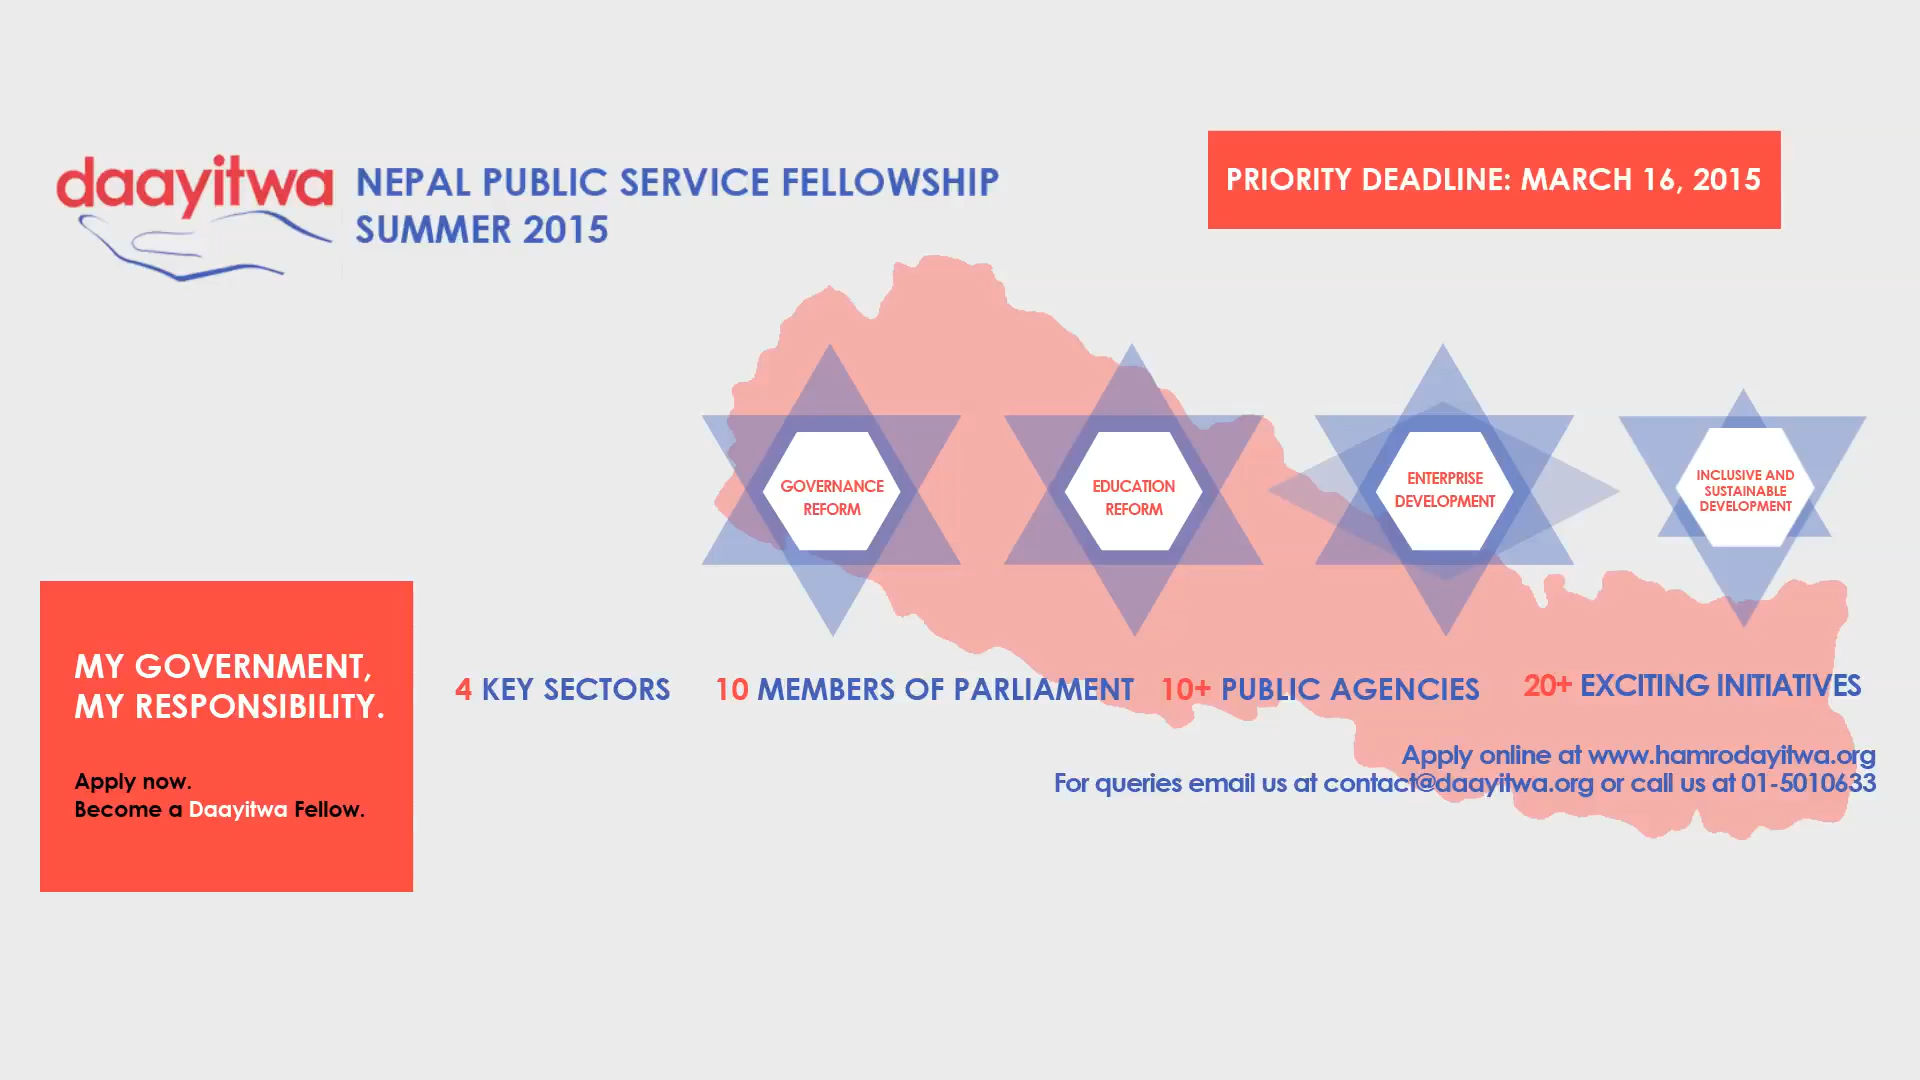 daayitwa
NEPAL PUBLIC SERVICE FELLOWSHIP
SUMMER 2015
PRIORITY DEADLINE: MARCH 16, 2015
GOVERNANCE
REFORM
EDUCATION
REFORM
ENTERPRISE
DEVELOPMENT
INCLUSIVE AND
SUSTAINABLE
DEVELOPMENT
MY GOVERNMENT,
MY RESPONSIBILITY.
Apply now.
Become a Daayitwa Fellow.
4 KEY SECTORS
10 MEMBERS OF PARLIAMENT
10+ PUBLIC AGENCIES
20+ EXCITING INITIATIVES
Apply online at www.hamrodayitwa.org
For queries email us at contact@daayitwa.org or call us at 01-5010633